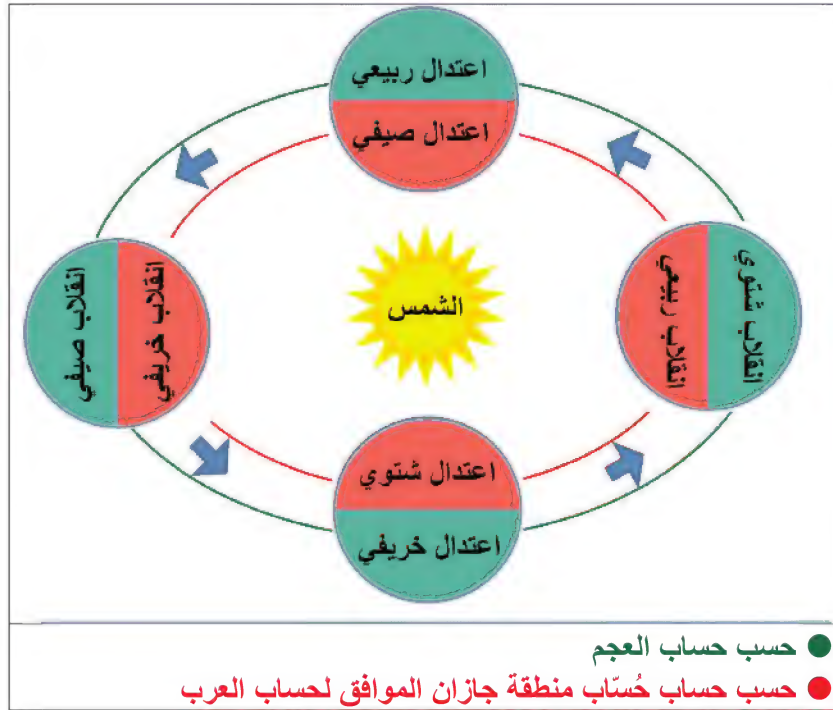 اعتدال ربيعي
اعتدال صيفي
انقلاب شتوي
انقلاب ربيعي
الشمس
انقلاب خريفي
انقلاب صيفي
اعتدال شتوي
اعتدال خريفي
حسب حساب العجم
حسب حساب حُسّاب منطقة جازان الموافق لحساب العرب